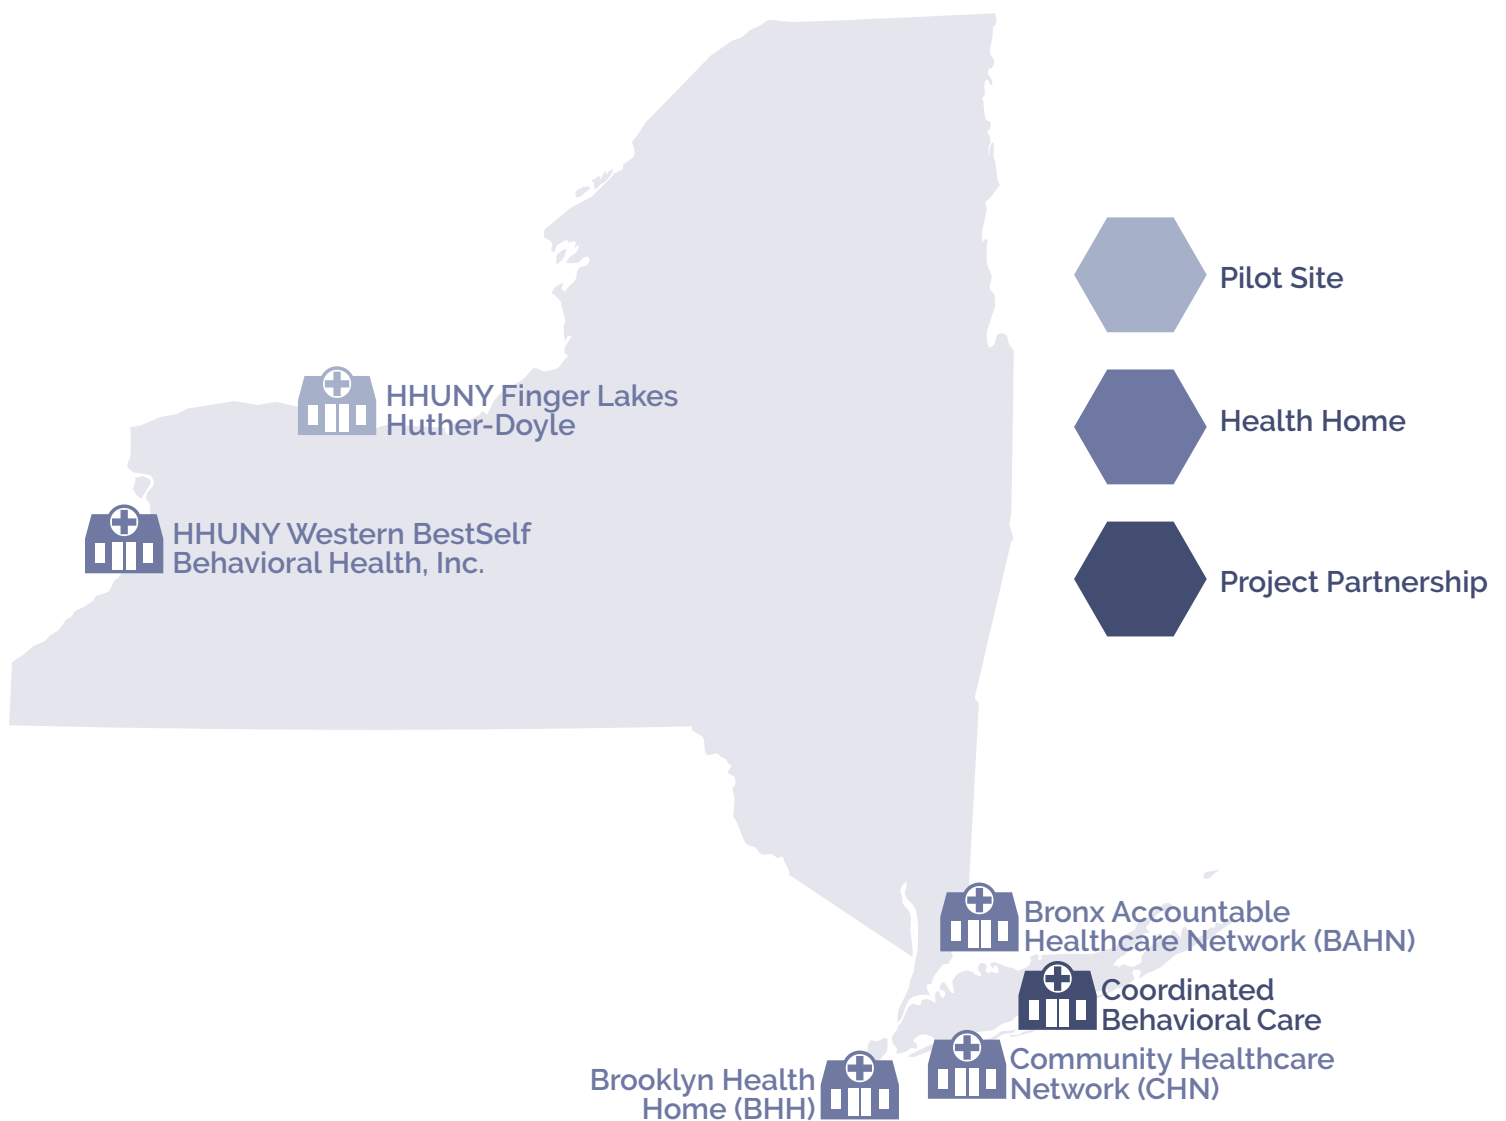 Pilot Site
Health Home
HHUNY Finger Lakes
Huther-Doyle
HHUNY Western BestSelf
Behavioral Health, Inc.
Project Partnership
Bronx Accountable
Healthcare Network (BAHN)
Coordinated
Behavioral Care
Community Healthcare
Network (CHN)
Brooklyn Health
Home (BHH)